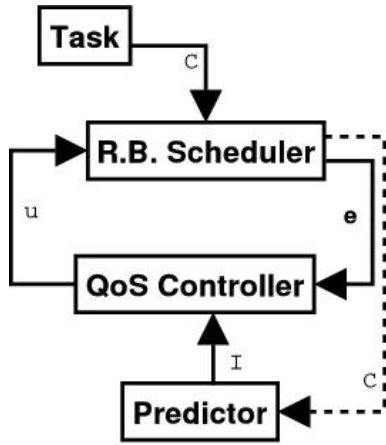 Task
C
R.B. Scheduler
u
e
QoS Controller
I
C
Predictor